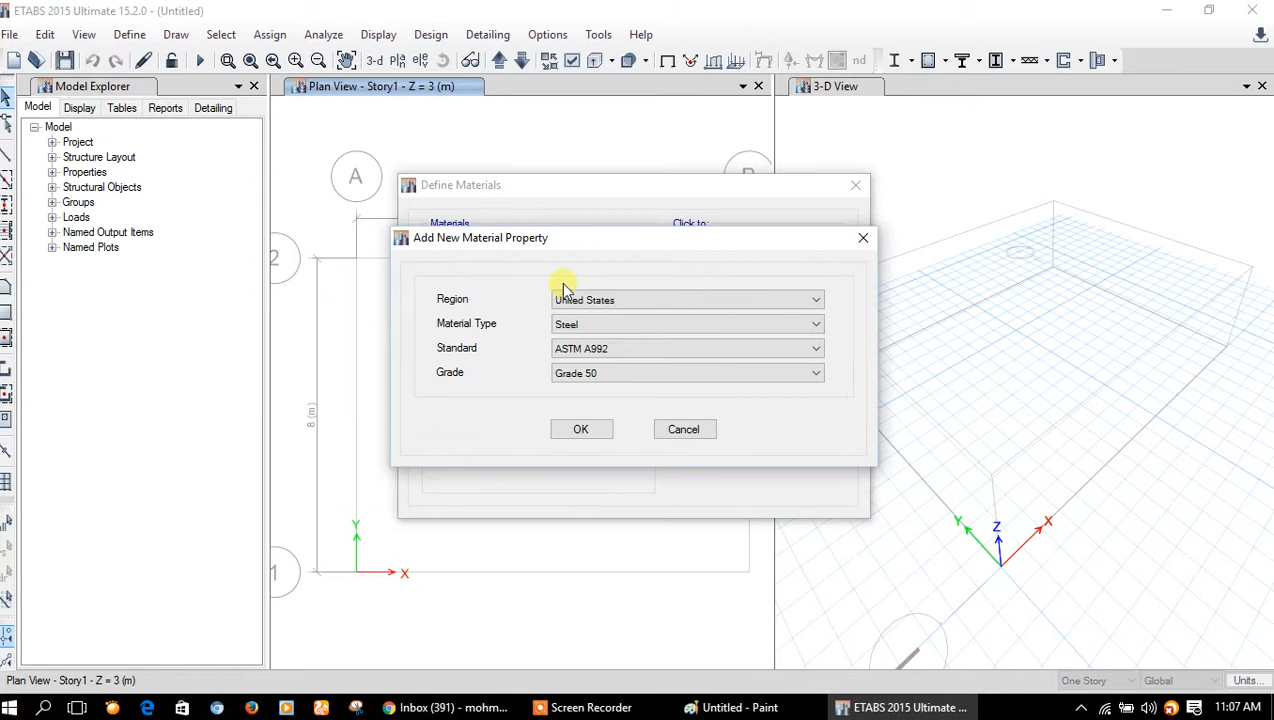 ETABS 2015 Ultimate 15.2.0 - (Untitled)
File Edit View Define Draw Select Assign Analyze Display Design Detailing Options Tools Help
3-d nd
Model Explorer
Plan View - Story1 - Z = 3 (m)
3-D View
Model Display Tables Reports Detailing
Model
Project
Structure Layout
Properties
Structural Objects
Groups
Loads
Named Output Items
Named Plots
A
2
8 (m)
1
Y
X
Define Materials
Materials
Click to:
Add New Material Property
Region United States
Material Type Steel
Standard ASTM A992
Grade Grade 50
OK Cancel
Y Z X
Plan View - Story1 - Z = 3 (m)
One Story Global Units...
Inbox (391) - mohm...
Screen Recorder
Untitled - Paint
ETABS 2015 Ultimate ...
11:07 AM